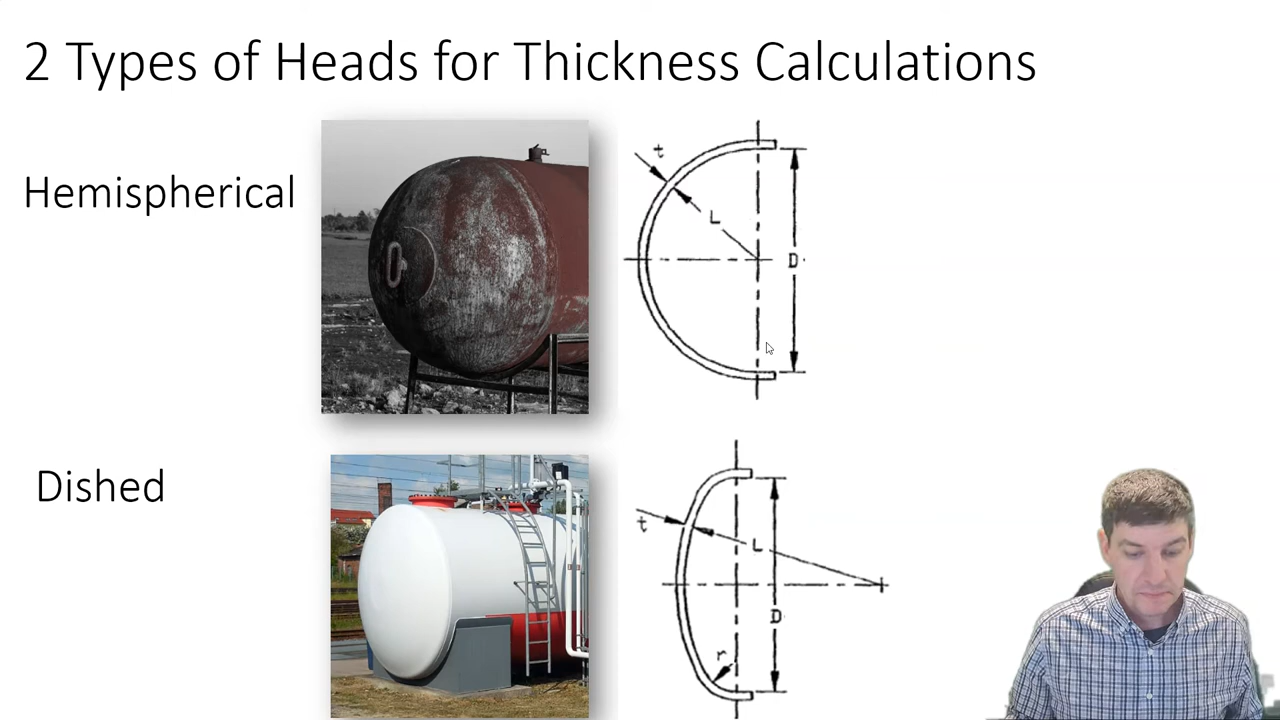 2 Types of Heads for Thickness Calculations
Hemispherical
t
L
D
Dished
t
L
D
r